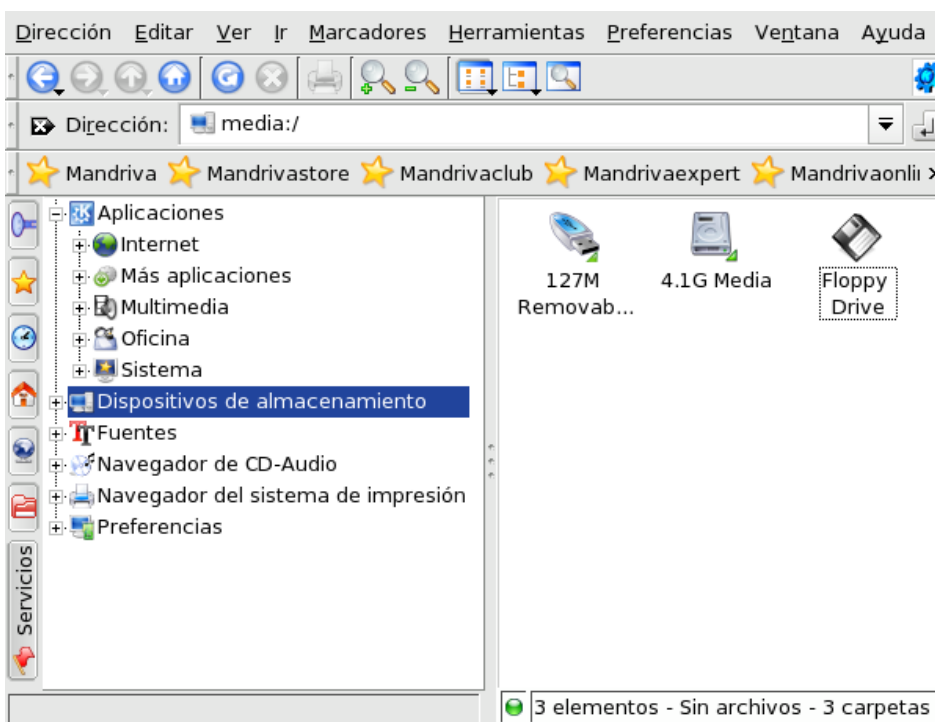 Dirección Editar Ver Ir Marcadores Herramientas Preferencias Ventana Ayuda
Dirección: media:/
Mandriva Mandrivastore Mandrivaclub Mandrivaexpert Mandrivaonlii
Aplicaciones
Internet
Más aplicaciones
Multimedia
Oficina
Sistema
Dispositivos de almacenamiento
Fuentes
Navegador de CD-Audio
Navegador del sistema de impresión
Preferencias
Servicios
127M
Removab...
4.1G Media
Floppy
Drive
3 elementos - Sin archivos - 3 carpetas